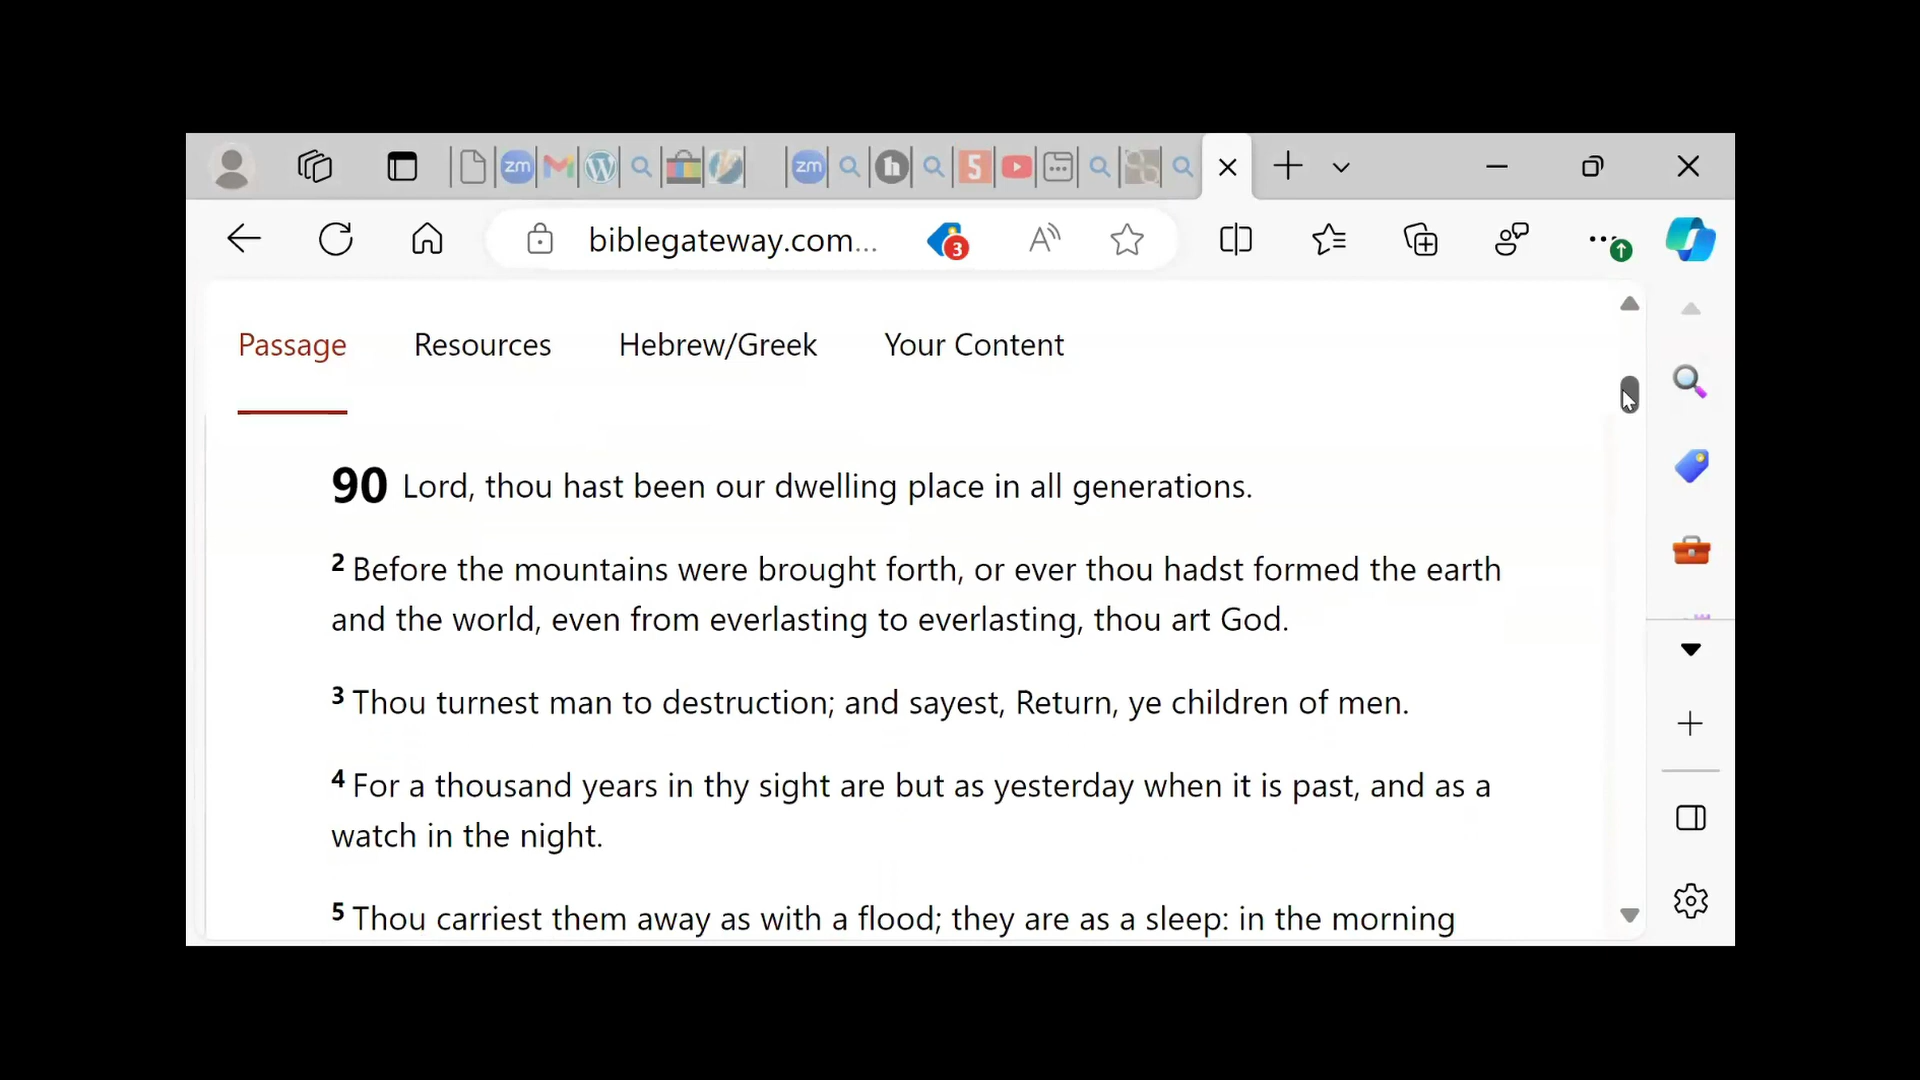 zm zm h 5
biblegateway.com... 3 A
Passage Resources Hebrew/Greek Your Content
90 Lord, thou hast been our dwelling place in all generations.
2 Before the mountains were brought forth, or ever thou hadst formed the earth
and the world, even from everlasting to everlasting, thou art God.
3 Thou turnest man to destruction; and sayest, Return, ye children of men.
4 For a thousand years in thy sight are but as yesterday when it is past, and as a
watch in the night.
5 Thou carriest them away as with a flood; they are as a sleep: in the morning